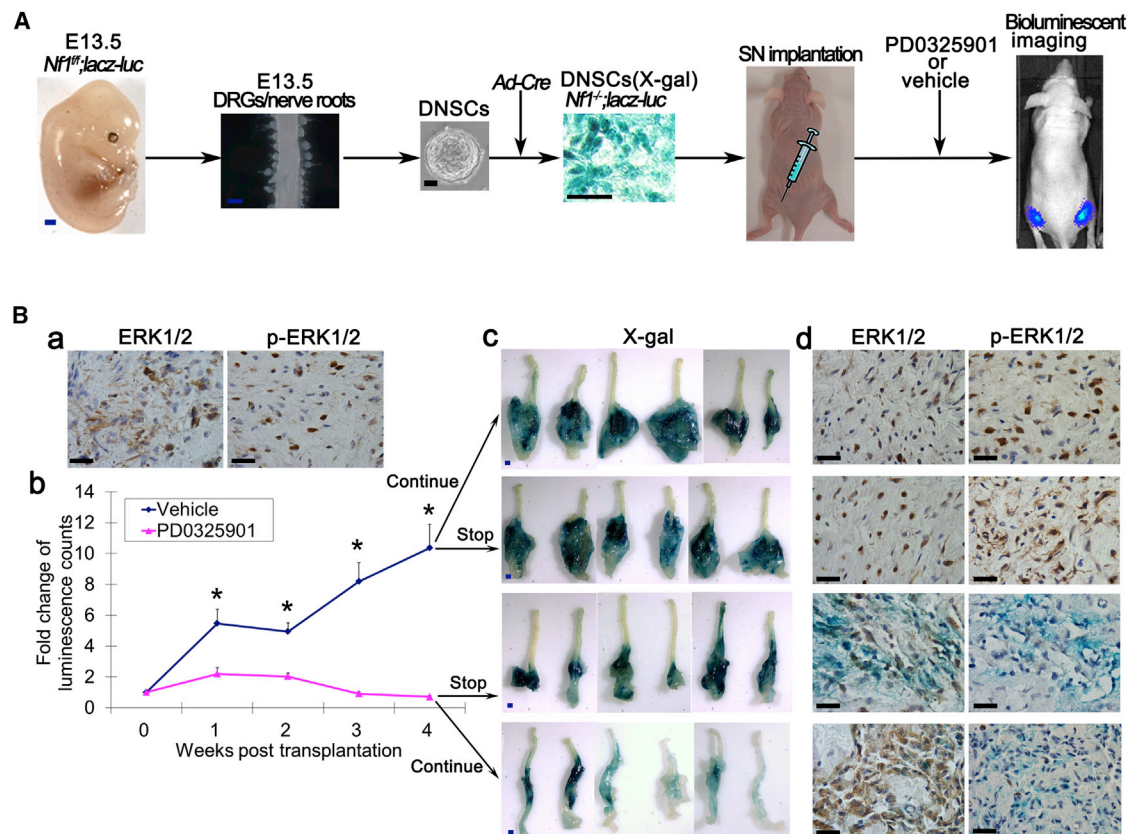 A
E13.5
Nf1f/f;lacz-luc
E13.5
DRGs/nerve roots
DNSCs
Ad-Cre
DNSCs(X-gal)
Nf1-/-;lacz-luc
SN implantation
PD0325901
or
vehicle
Bioluminescent
imaging
B
a
ERK1/2
p-ERK1/2
b
14
12
10
8
6
4
2
0
Fold change of
luminescence counts
Vehicle
PD0325901
*
*
*
*
0
1
2
3
4
Weeks post transplantation
Continue
Stop
Stop
Continue
c
X-gal
d
ERK1/2
p-ERK1/2